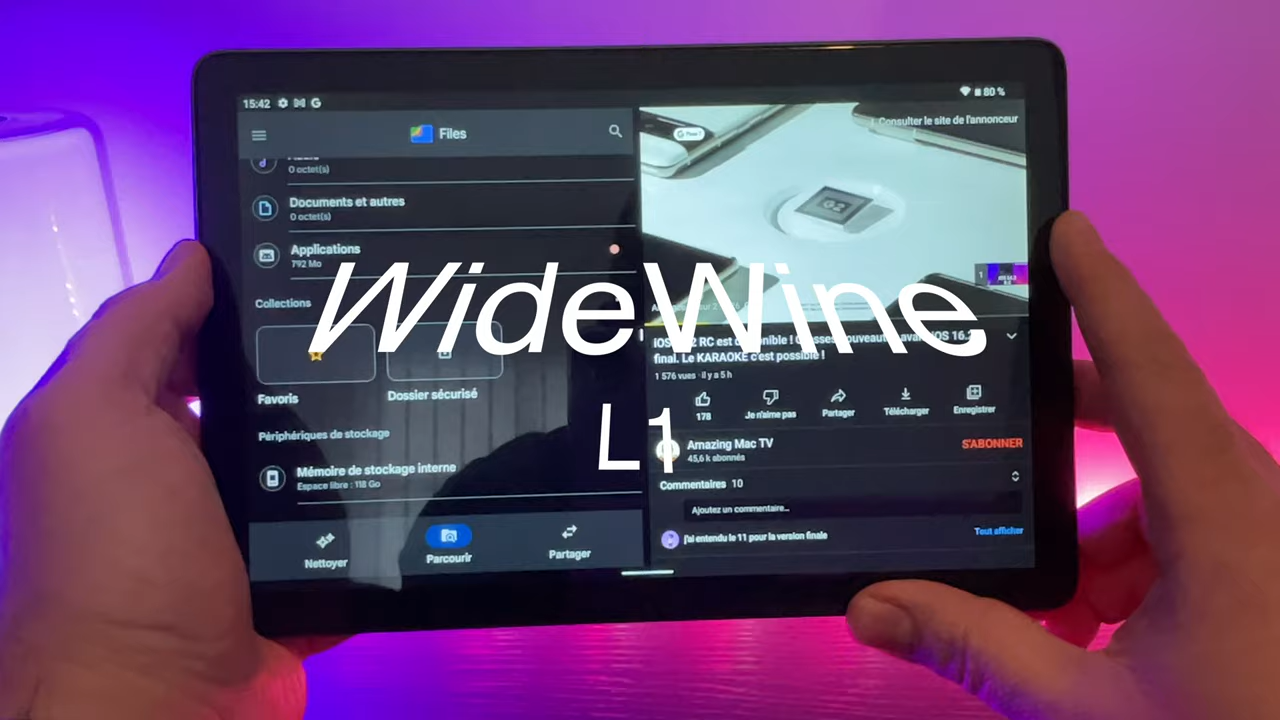 15:42
80 %
Files
0 octet(s)
Documents et autres
0 octet(s)
Applications
792 Mo
Collections
Favoris
Dossier sécurisé
Périphériques de stockage
Mémoire de stockage interne
Espace libre : 118 Go
Nettoyer
Parcourir
Partager
Consulter le site de l'annonceur
G2
1
WideWine
L1
final. Le KARAOKE c'est possible !
1 576 vues · il y a 5 h
178
Je n'aime pas
Partager
Télécharger
Enregistrer
Amazing Mac TV
45,6 k abonnés
S'ABONNER
Commentaires 10
Ajoutez un commentaire...
j'ai entendu le 11 pour la version finale
Tout afficher